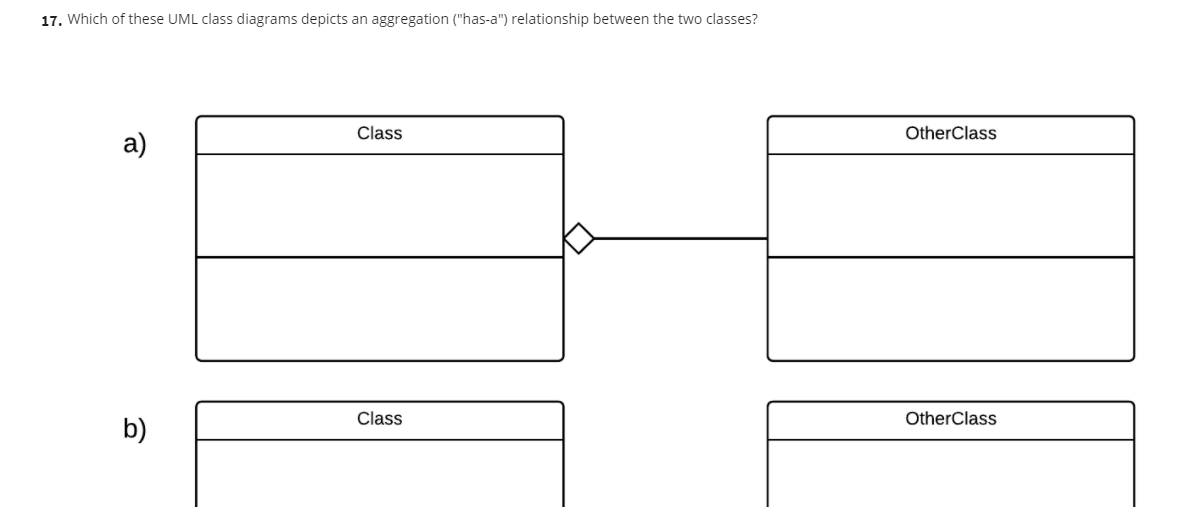 17. Which of these UML class diagrams depicts an aggregation ("has-a") relationship between the two classes?
a)
Class
OtherClass
b)
Class
OtherClass